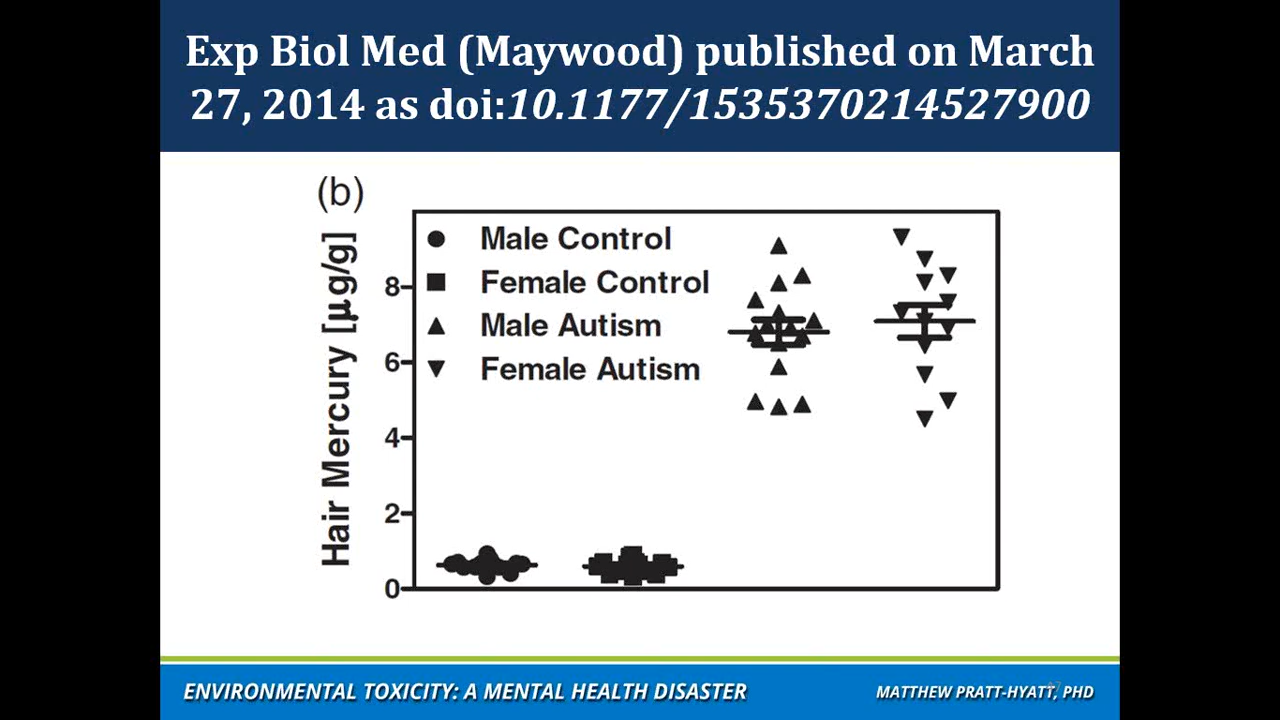 Exp Biol Med (Maywood) published on March
27, 2014 as doi:10.1177/1535370214527900
(b)
Hair Mercury [µg/g]
8
6
4
2
0
Male Control
Female Control
Male Autism
Female Autism
ENVIRONMENTAL TOXICITY: A MENTAL HEALTH DISASTER
MATTHEW PRATT-HYATT, PHD